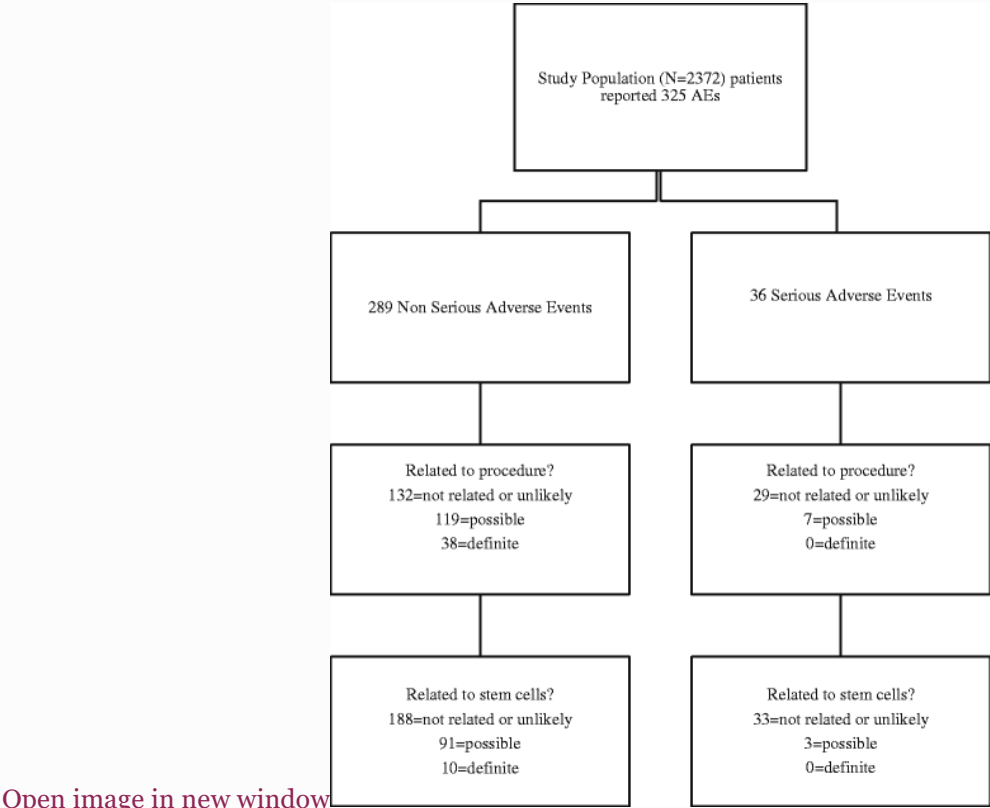 Study Population (N=2372) patients
reported 325 AEs
289 Non Serious Adverse Events
36 Serious Adverse Events
Related to procedure?
132=not related or unlikely
119=possible
38=definite
Related to procedure?
29=not related or unlikely
7=possible
0=definite
Related to stem cells?
188=not related or unlikely
91=possible
10=definite
Related to stem cells?
33=not related or unlikely
3=possible
0=definite
Open image in new window